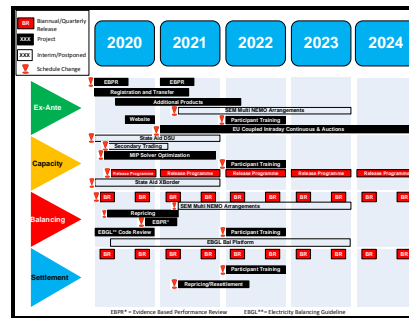 BR Biannual/Quarterly Release
XXX Project
XXX Interim/Postponed
Schedule Change
2020 2021 2022 2023 2024
Ex-Ante
EBPR EBPR
Registration and Transfer
Additional Products
SEM Multi NEMO Arrangements
Website Participant Training
EU Coupled Intraday Continuous & Auctions
Capacity
State Aid DSU
Secondary Trading
MIP Solver Optimization
Participant Training
Release Programme Release Programme Release Programme Release Programme Release Programme
State Aid XBorder
Balancing
BR BR BR BR BR BR BR BR BR
SEM Multi NEMO Arrangements
Repricing
EBPR*
EBGL** Code Review Participant Training
EBGL Bal Platform
Settlement
BR BR BR BR BR BR BR BR BR
Participant Training
Repricing/Resettlement
EBPR* = Evidence Based Performance Review EBGL**= Electricity Balancing Guideline